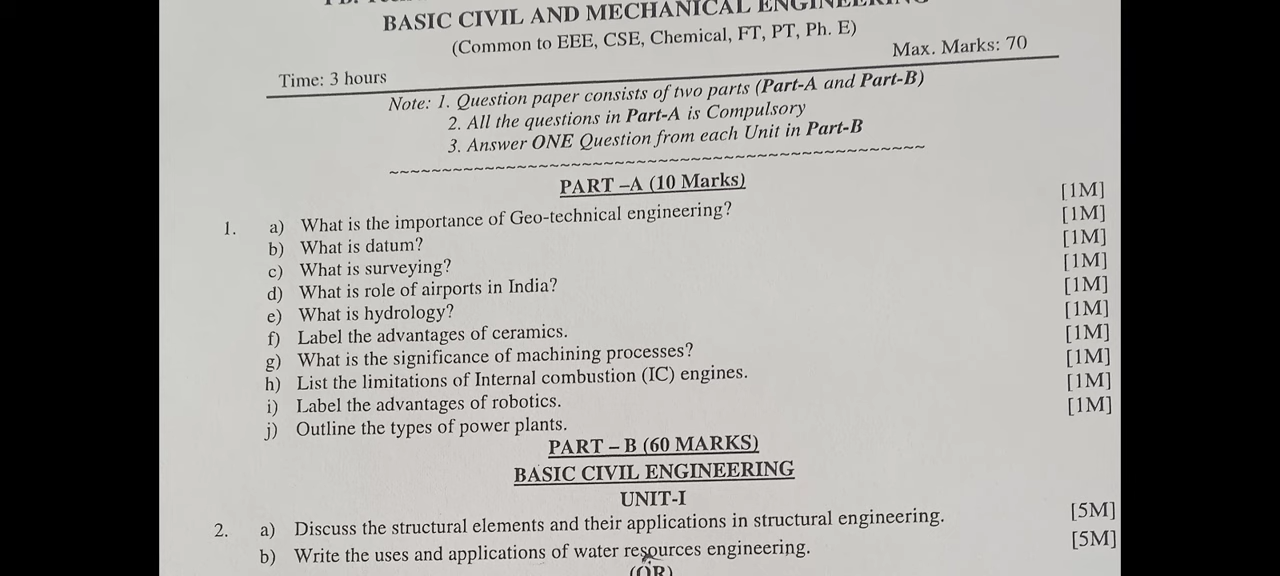 BASIC CIVIL AND MECHANICAL ENGINEERING
(Common to EEE, CSE, Chemical, FT, PT, Ph. E)
Time: 3 hours Max. Marks: 70
Note: 1. Question paper consists of two parts (Part-A and Part-B)
2. All the questions in Part-A is Compulsory
3. Answer ONE Question from each Unit in Part-B
~~~~~~~~~~~~~~~~~~~~~~~~~~~~~~~~~~~~~~~~~~~~~~~~
PART –A (10 Marks)
1. a) What is the importance of Geo-technical engineering? [1M]
b) What is datum? [1M]
c) What is surveying? [1M]
d) What is role of airports in India? [1M]
e) What is hydrology? [1M]
f) Label the advantages of ceramics. [1M]
g) What is the significance of machining processes? [1M]
h) List the limitations of Internal combustion (IC) engines. [1M]
i) Label the advantages of robotics. [1M]
j) Outline the types of power plants. [1M]
PART – B (60 MARKS)
BASIC CIVIL ENGINEERING
UNIT-I
2. a) Discuss the structural elements and their applications in structural engineering. [5M]
b) Write the uses and applications of water resources engineering. [5M]
(OR)